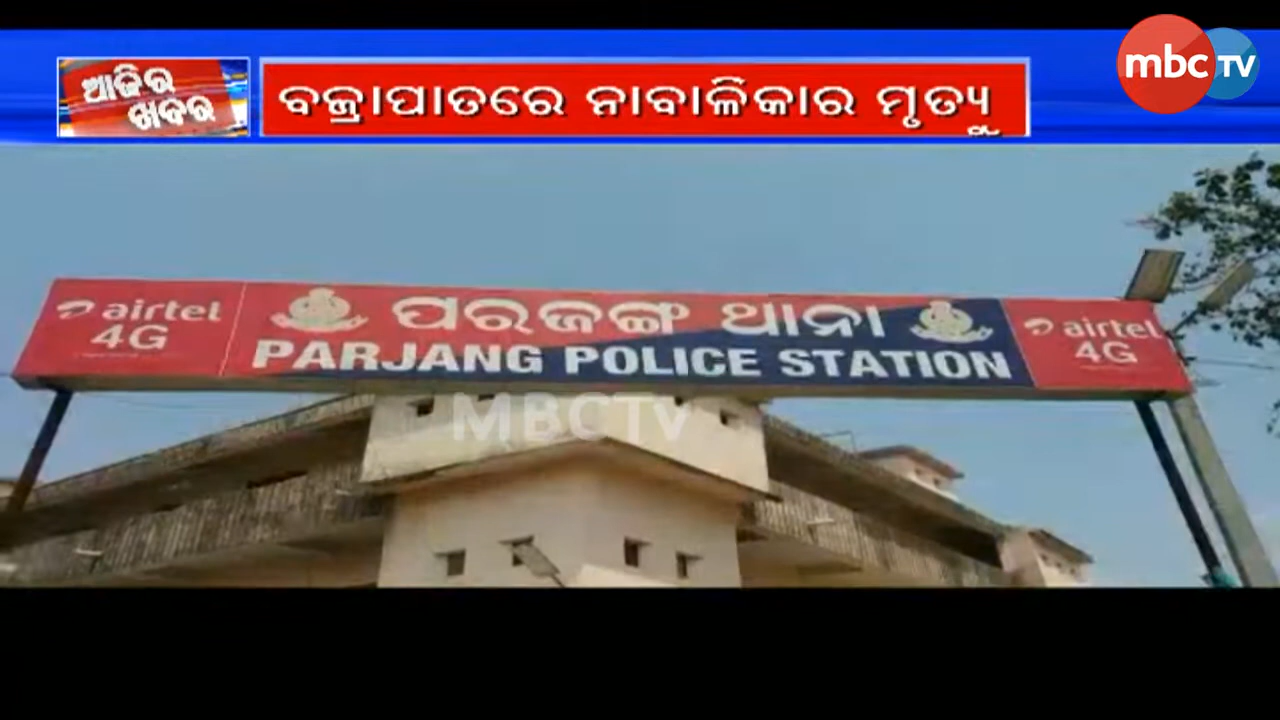 ଆଜିର
ଖବର
ବଜ୍ରାପାତରେ ନାବାଳିକାର ମୃତ୍ୟୁ
mbc TV
airtel
4G
ପରଜଙ୍ଗ ଥାନା
PARJANG POLICE STATION
airtel
4G
MBCTv